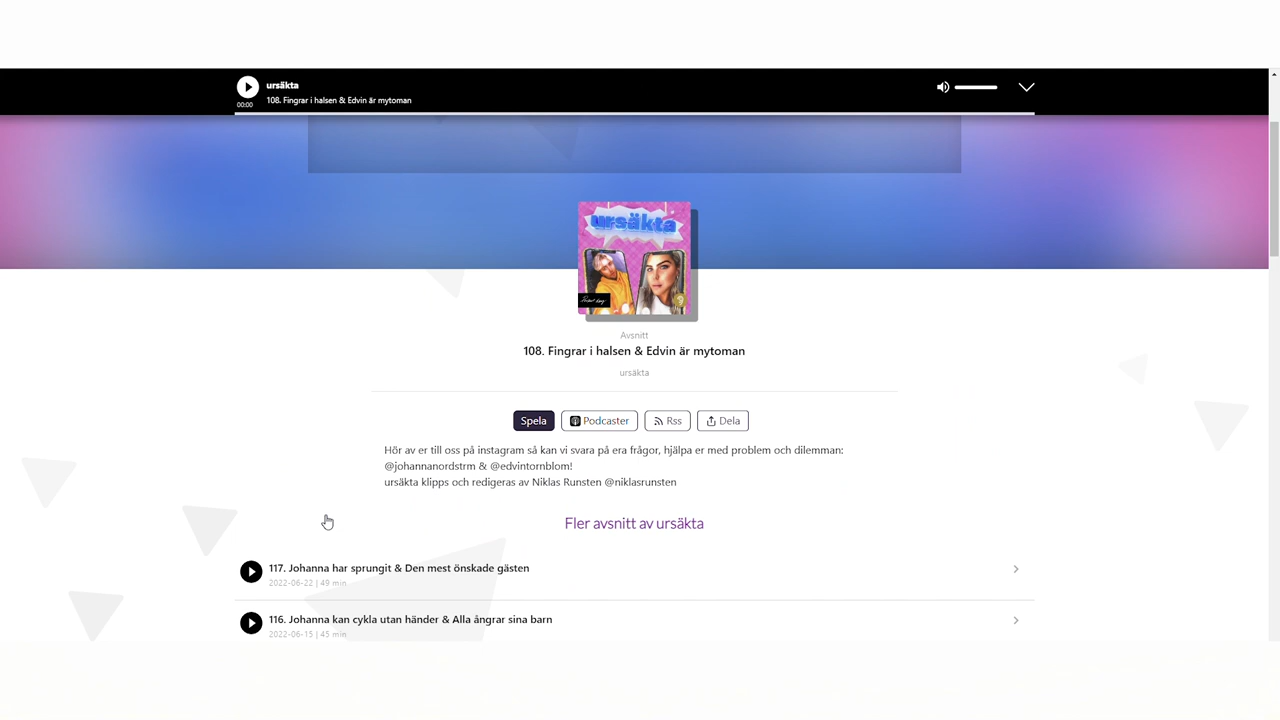 ursäkta
00:00
108. Fingrar i halsen & Edvin är mytoman
ursäkta
Avsnitt
108. Fingrar i halsen & Edvin är mytoman
ursäkta
Spela
Podcaster
Rss
Dela
Hör av er till oss på instagram så kan vi svara på era frågor, hjälpa er med problem och dilemman:
@johannanordstrm & @edvintornblom!
ursäkta klipps och redigeras av Niklas Runsten @niklasrunsten
Fler avsnitt av ursäkta
117. Johanna har sprungit & Den mest önskade gästen
2022-06-22 | 49 min
116. Johanna kan cykla utan händer & Alla ångrar sina barn
2022-06-15 | 45 min